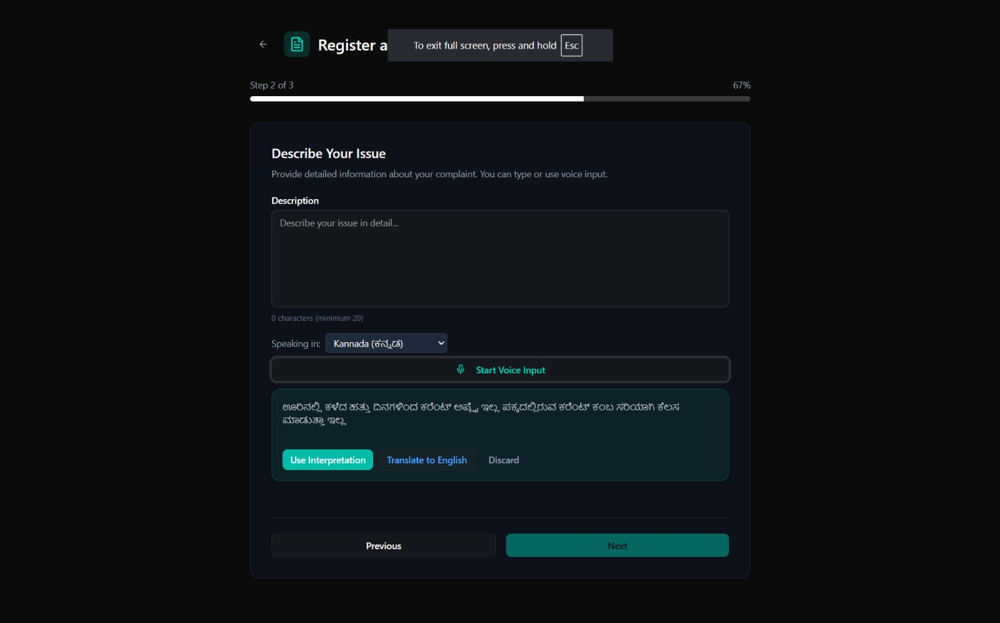 Register a
To exit full screen, press and hold Esc
Step 2 of 3
67%
Describe Your Issue
Provide detailed information about your complaint. You can type or use voice input.
Description
Describe your issue in detail...
0 characters (minimum 20)
Speaking in: Kannada (ಕನ್ನಡ)
Start Voice Input
ಊರಿನಲ್ಲಿ ಕಳೆದ ಹತ್ತು ದಿನಗಳಿಂದ ಕರೆಂಟ್ ಅಪ್ಲೈ ಇಲ್ಲ ಪಕ್ಕದಲ್ಲಿರುವ ಕರೆಂಟ್ ಕಂಬ ಸರಿಯಾಗಿ ಕೆಲಸ
ಮಾಡುತ್ತಾ ಇಲ್ಲ
Use Interpretation
Translate to English
Discard
Previous
Next